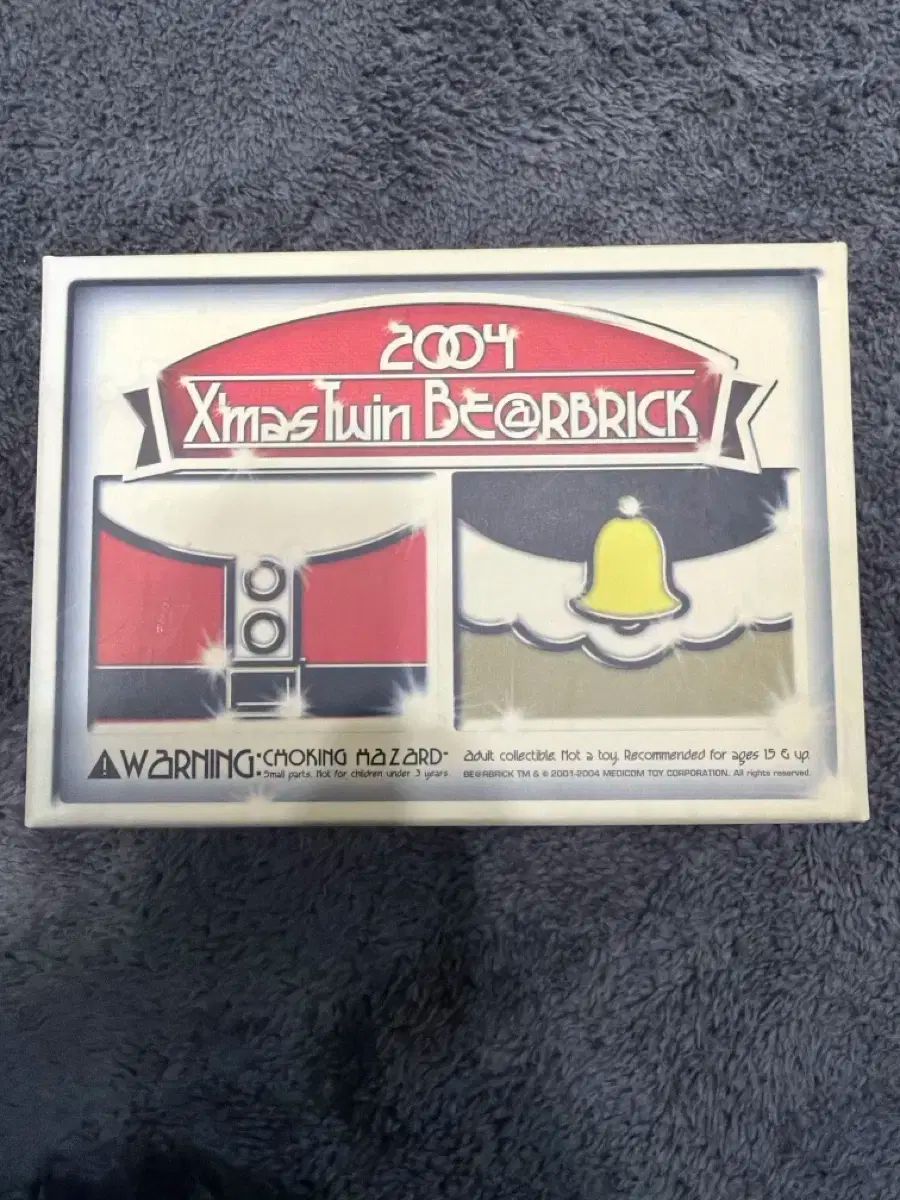 2004
X'mas Twin BE@RBRICK
WARNING: CHOKING HAZARD-
Small parts. Not for children under 3 years
adult collectible. Not a toy. Recommended for ages 15 & up.
BE@RBRICK TM & © 2001-2004 MEDICOM TOY CORPORATION. All rights reserved.